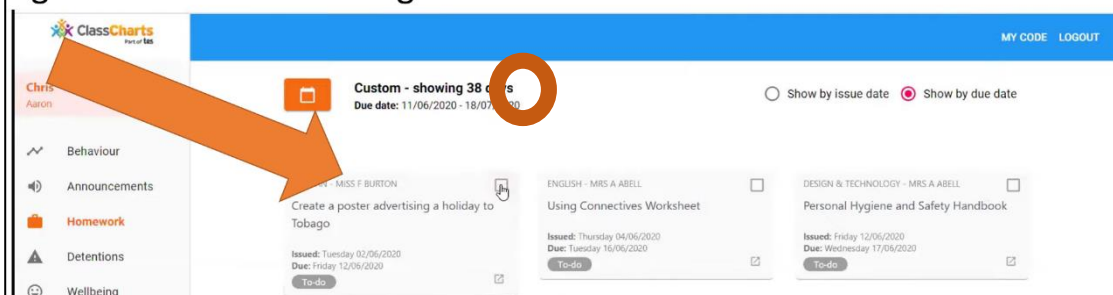 ClassCharts
Part of tes
MY CODE LOGOUT
Chris
Aaron
Custom - showing 38
Due date: 11/06/2020 -
Show by issue date
Show by due date
Behaviour
Announcements
Homework
Detentions
Wellbeing
- MISS F BURTON
Create a poster advertising a holiday to
Tobago
Issued: Tuesday 02/06/2020
Due: Friday 12/06/2020
To-do
ENGLISH - MRS A ABELL
Using Connectives Worksheet
Issued: Thursday 04/06/2020
Due: Tuesday 16/06/2020
To-do
DESIGN & TECHNOLOGY - MRS A ABELL
Personal Hygiene and Safety Handbook
Issued: Friday 12/06/2020
Due: Wednesday 17/06/2020
To-do